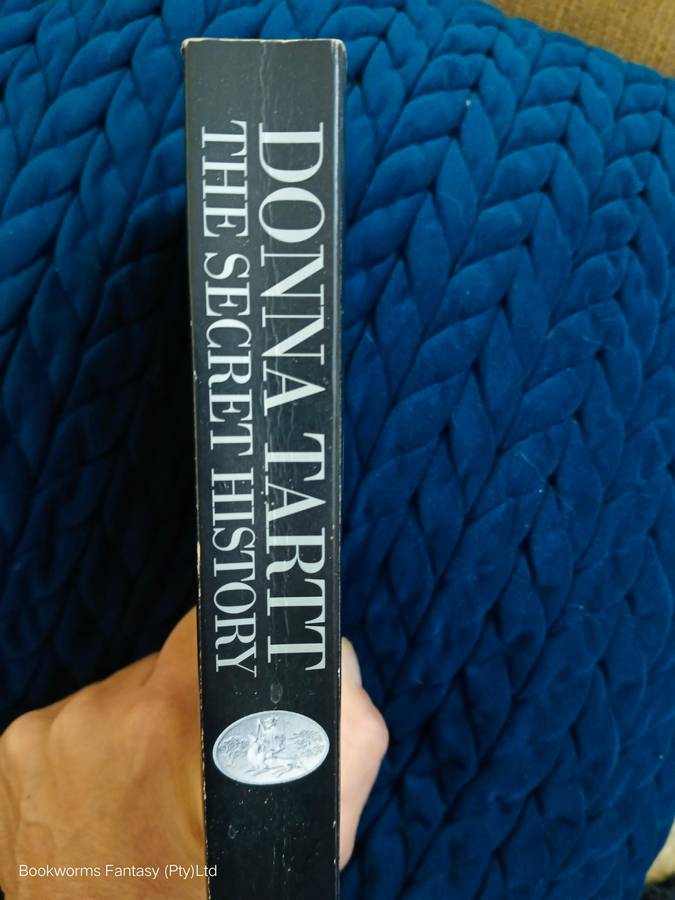 DONNA TARTT
THE SECRET HISTORY
Bookworms Fantasy (Pty)Ltd